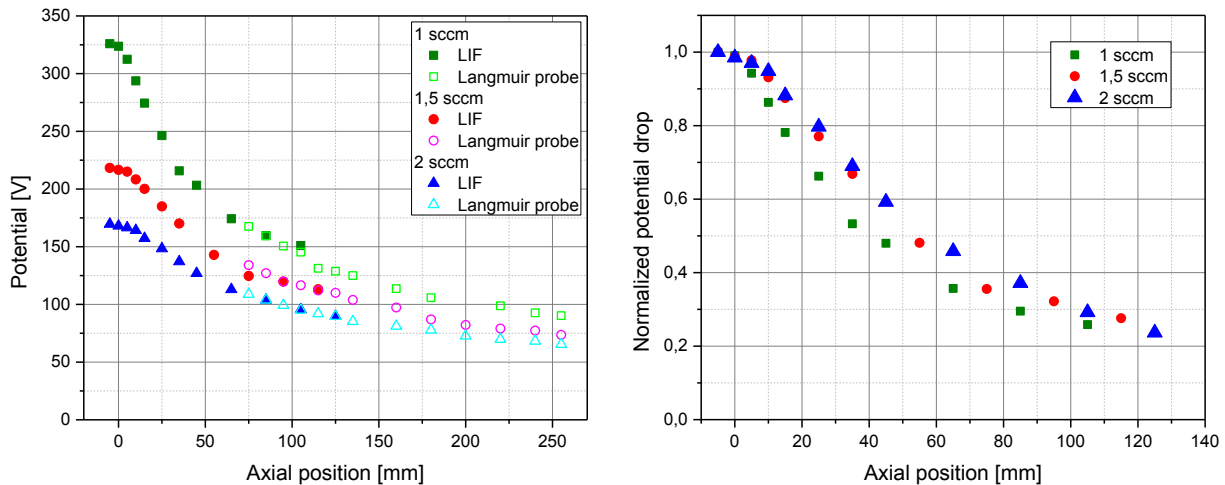 350
300
250
200
150
100
50
0
Potential [V]
0 50 100 150 200 250
Axial position [mm]
1 sccm
LIF
Langmuir probe
1,5 sccm
LIF
Langmuir probe
2 sccm
LIF
Langmuir probe
1,0
0,8
0,6
0,4
0,2
0,0
Normalized potential drop
0 20 40 60 80 100 120 140
Axial position [mm]
1 sccm
1,5 sccm
2 sccm